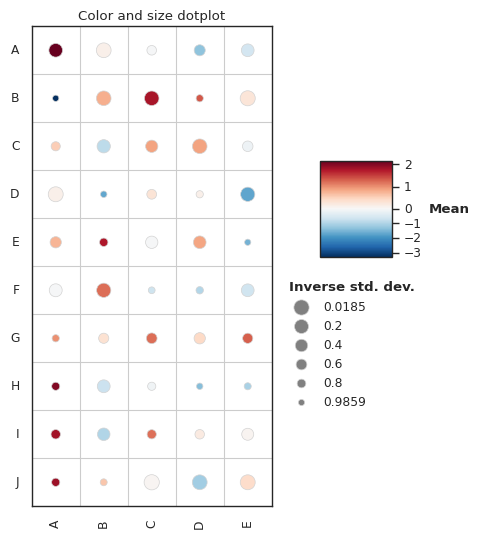 Color and size dotplot
A
B
C
D
E
F
G
H
I
J
A
B
C
D
E
2
1
0
−1
−2
−3
Mean
Inverse std. dev.
0.0185
0.2
0.4
0.6
0.8
0.9859